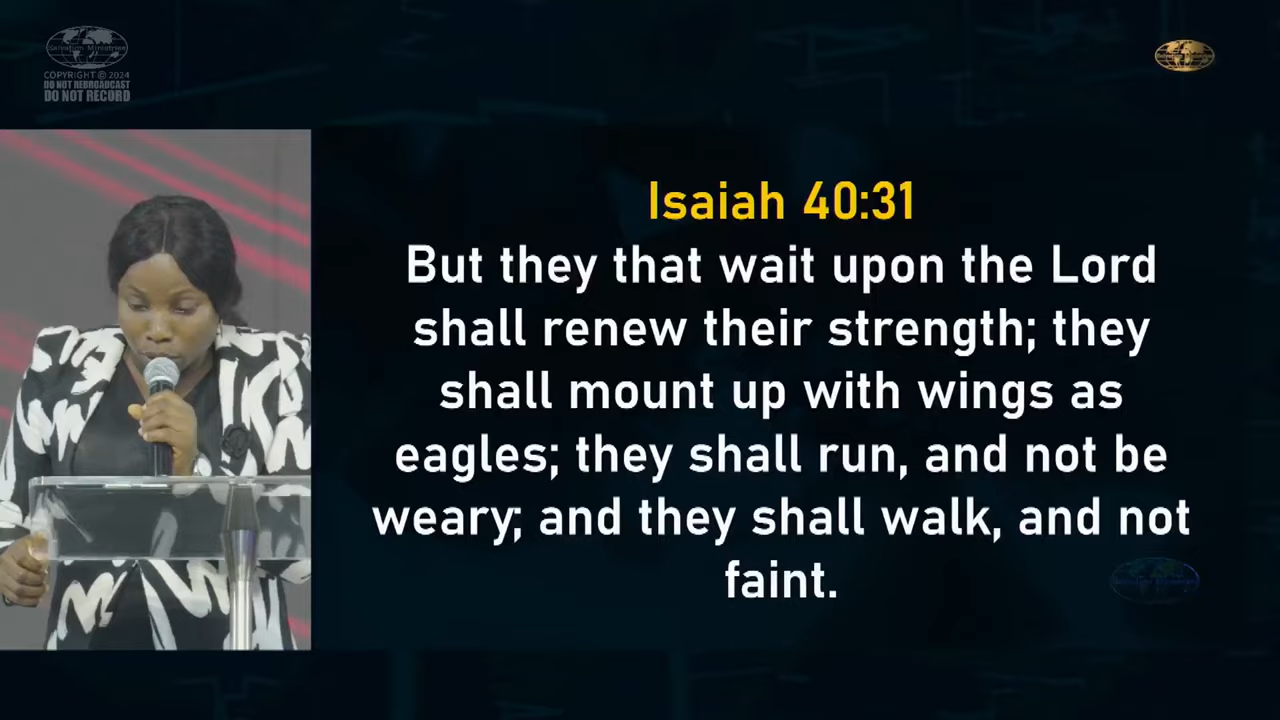 Salvation Ministries
COPYRIGHT © 2024
DO NOT REBROADCAST
DO NOT RECORD
Isaiah 40:31
But they that wait upon the Lord
shall renew their strength; they
shall mount up with wings as
eagles; they shall run, and not be
weary; and they shall walk, and not
faint.